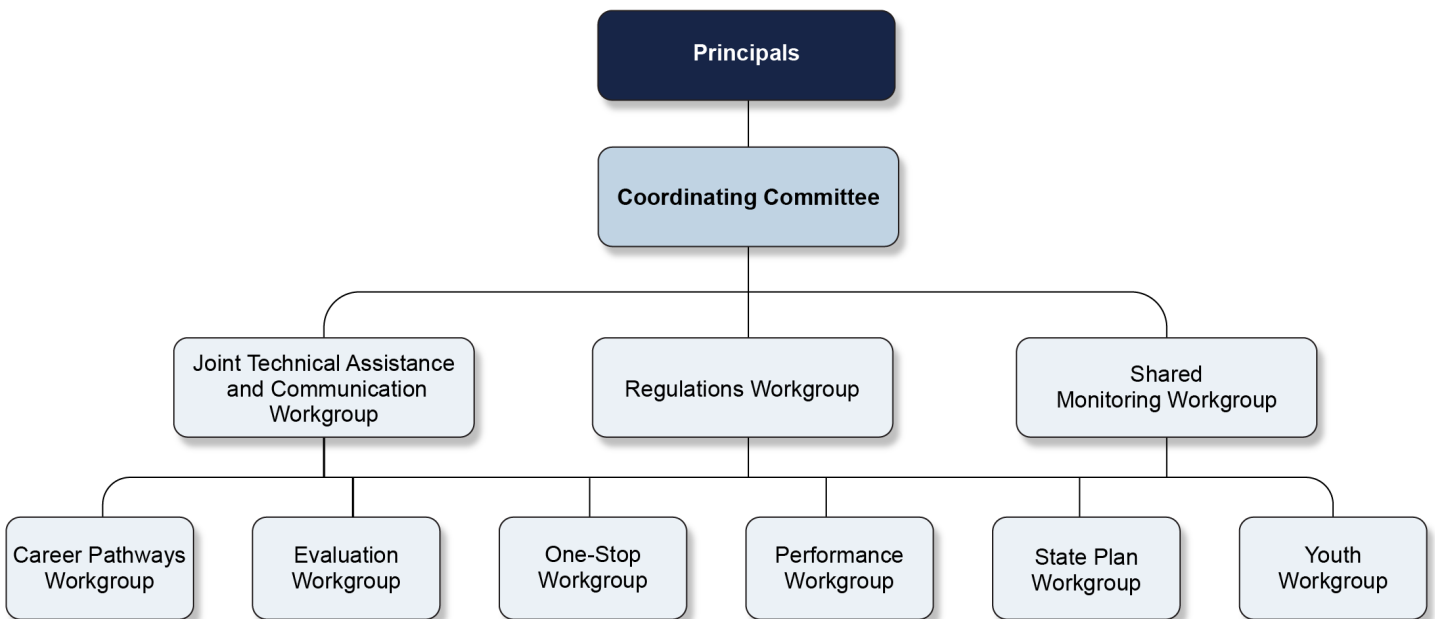 Principals
Coordinating Committee
Joint Technical Assistance
and Communication
Workgroup
Regulations Workgroup
Shared
Monitoring Workgroup
Career Pathways
Workgroup
Evaluation
Workgroup
One-Stop
Workgroup
Performance
Workgroup
State Plan
Workgroup
Youth
Workgroup